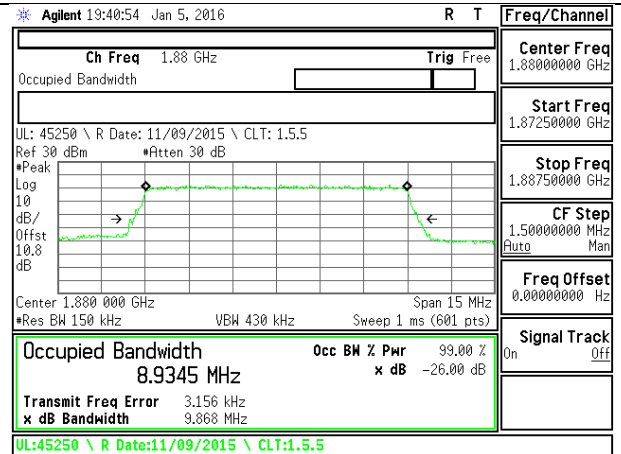 Agilent 19:40:54 Jan 5, 2016 R T
Freq/Channel
Ch Freq 1.88 GHz Trig Free
Occupied Bandwidth
Center Freq
1.88000000 GHz
Start Freq
1.87250000 GHz
Stop Freq
1.88750000 GHz
CF Step
1.50000000 MHz
Auto Man
Freq Offset
0.00000000 Hz
Signal Track
On Off
UL: 45250 \ R Date: 11/09/2015 \ CLT: 1.5.5
Ref 30 dBm #Atten 30 dB
#Peak
Log
10
dB/
Offst
10.8
dB
Center 1.880 000 GHz Span 15 MHz
#Res BW 150 kHz VBW 430 kHz Sweep 1 ms (601 pts)
Occupied Bandwidth Occ BW % Pwr 99.00 %
8.9345 MHz x dB -26.00 dB
Transmit Freq Error 3.156 kHz
x dB Bandwidth 9.868 MHz
UL:45250 \ R Date:11/09/2015 \ CLT:1.5.5